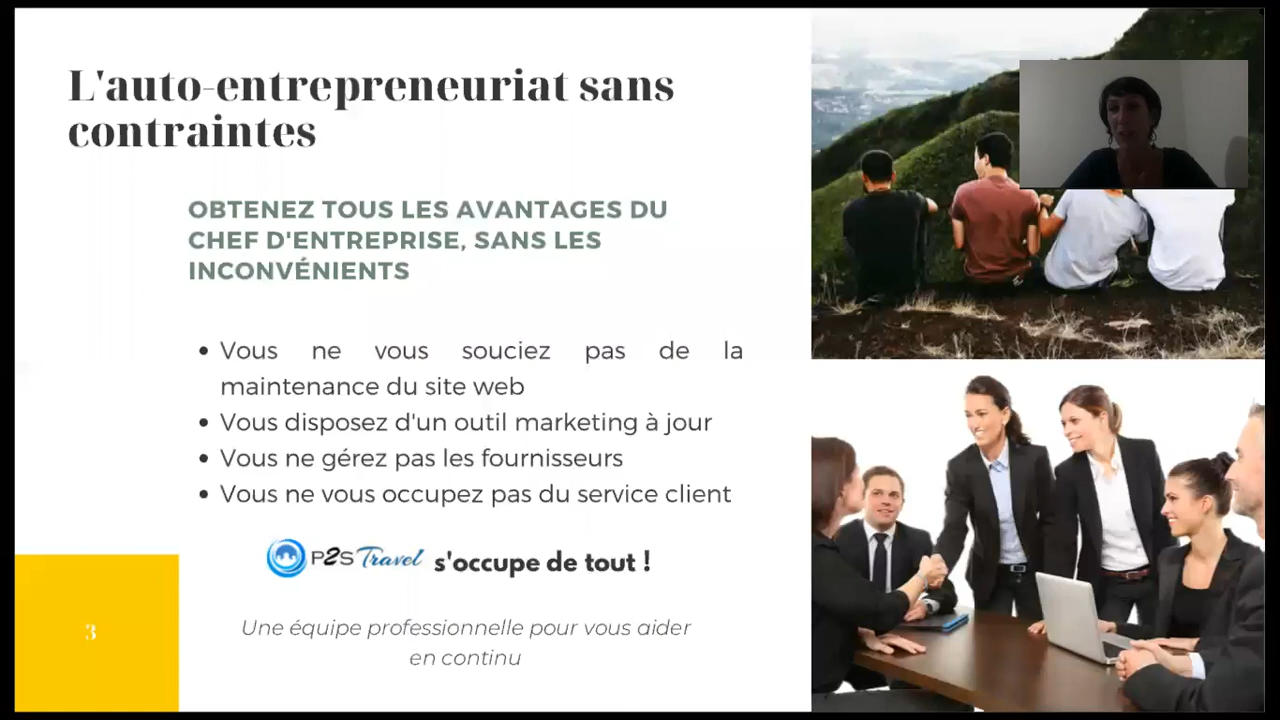 L'auto-entrepreneuriat sans
contraintes
OBTENEZ TOUS LES AVANTAGES DU
CHEF D'ENTREPRISE, SANS LES
INCONVÉNIENTS
• Vous ne vous souciez pas de la
maintenance du site web
• Vous disposez d'un outil marketing à jour
• Vous ne gérez pas les fournisseurs
• Vous ne vous occupez pas du service client
P2S Travel s'occupe de tout !
Une équipe professionnelle pour vous aider
en continu
3